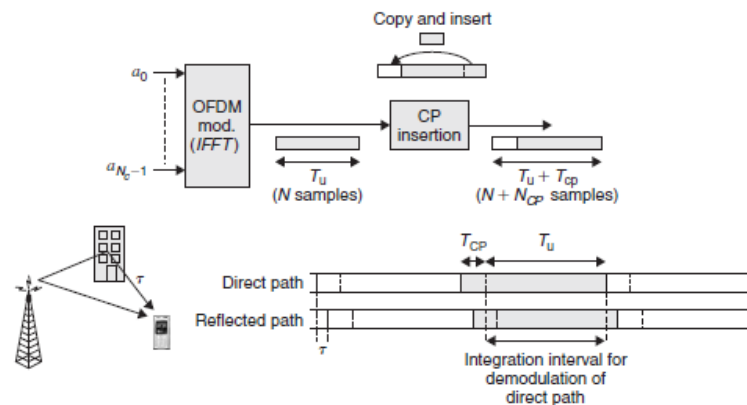 Copy and insert
a0
OFDM
mod.
(IFFT)
aNc−1
CP
insertion
Tu
(N samples)
Tu + Tcp
(N + NCP samples)
τ
TCP Tu
Direct path
Reflected path
τ
Integration interval for
demodulation of
direct path